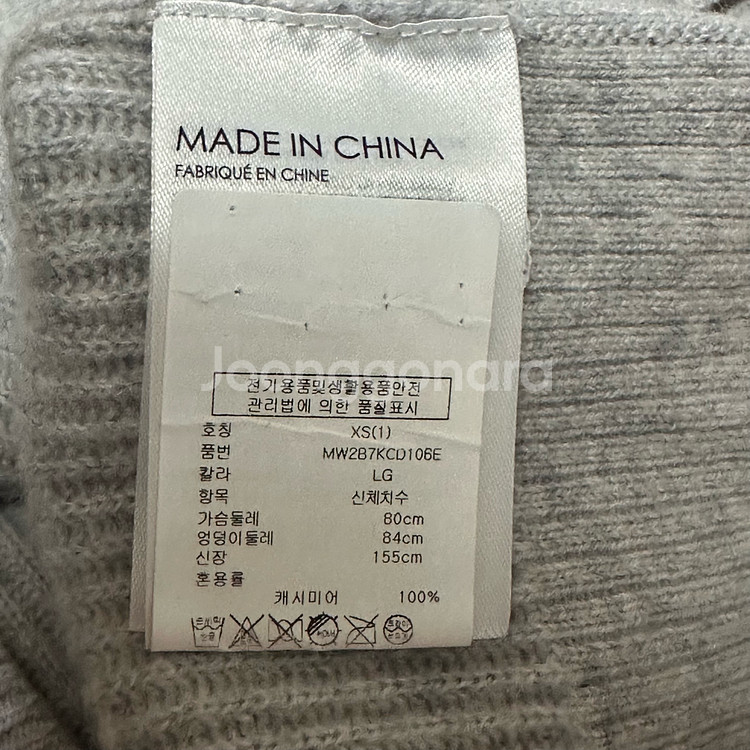 MADE IN CHINA
FABRIQUÉ EN CHINE
Joonggonara
전기용품및생활용품안전
관리법에 의한 품질표시
호칭 XS(1)
품번 MW2B7KCD106E
칼라 LG
항목 신체치수
가슴둘레 80cm
엉덩이둘레 84cm
신장 155cm
혼용률
캐시미어 100%